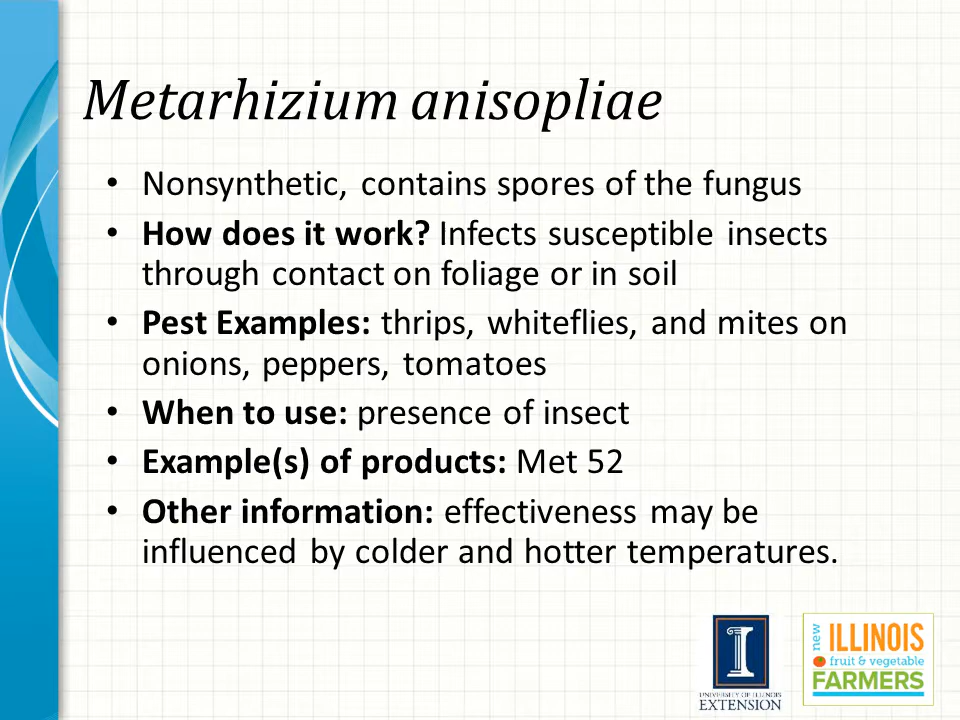 Metarhizium anisopliae
• Nonsynthetic, contains spores of the fungus
• How does it work? Infects susceptible insects
through contact on foliage or in soil
• Pest Examples: thrips, whiteflies, and mites on
onions, peppers, tomatoes
• When to use: presence of insect
• Example(s) of products: Met 52
• Other information: effectiveness may be
influenced by colder and hotter temperatures.
I
UNIVERSITY OF ILLINOIS
EXTENSION
new
ILLINOIS
fruit & vegetable
FARMERS